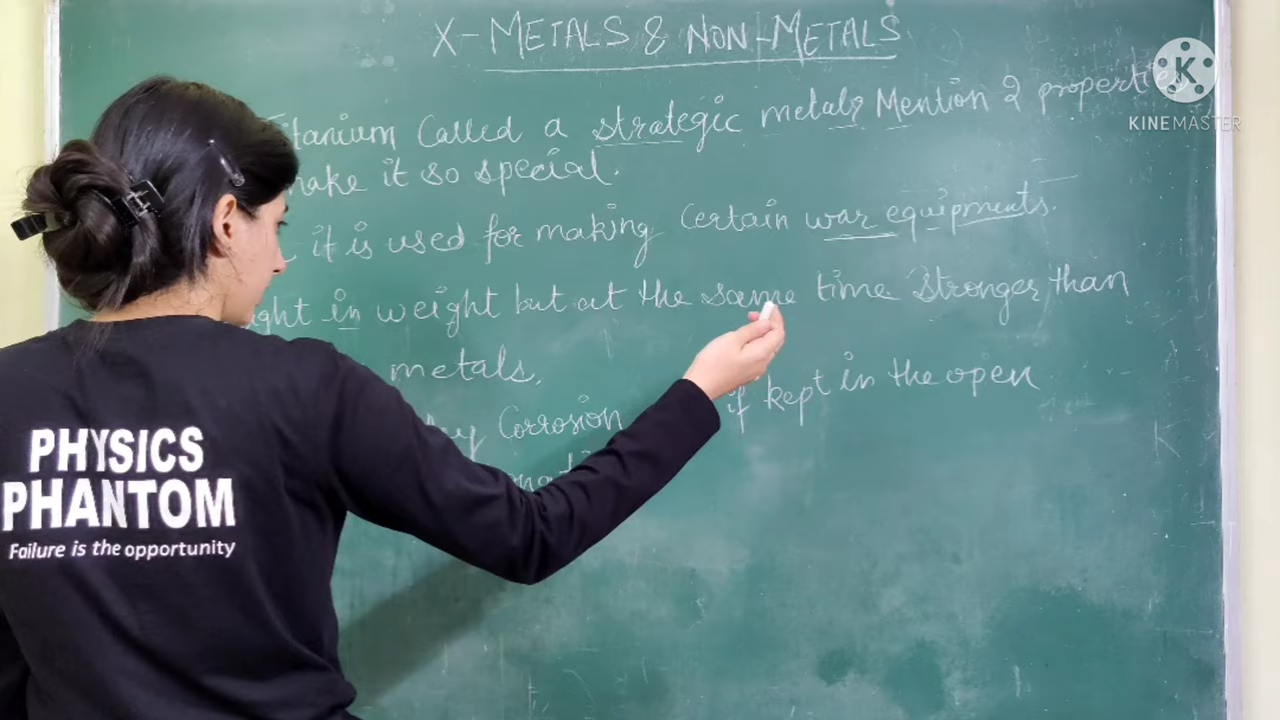 X- METALS & NON-METALS
Called a strategic metal? Mention 2 properties
make it so special.
it is used for making certain war equipments.
in weight but at the same time stronger than
metals,
Corrosion if kept in the open
PHYSICS
PHANTOM
Failure is the opportunity
K
KINEMASTER